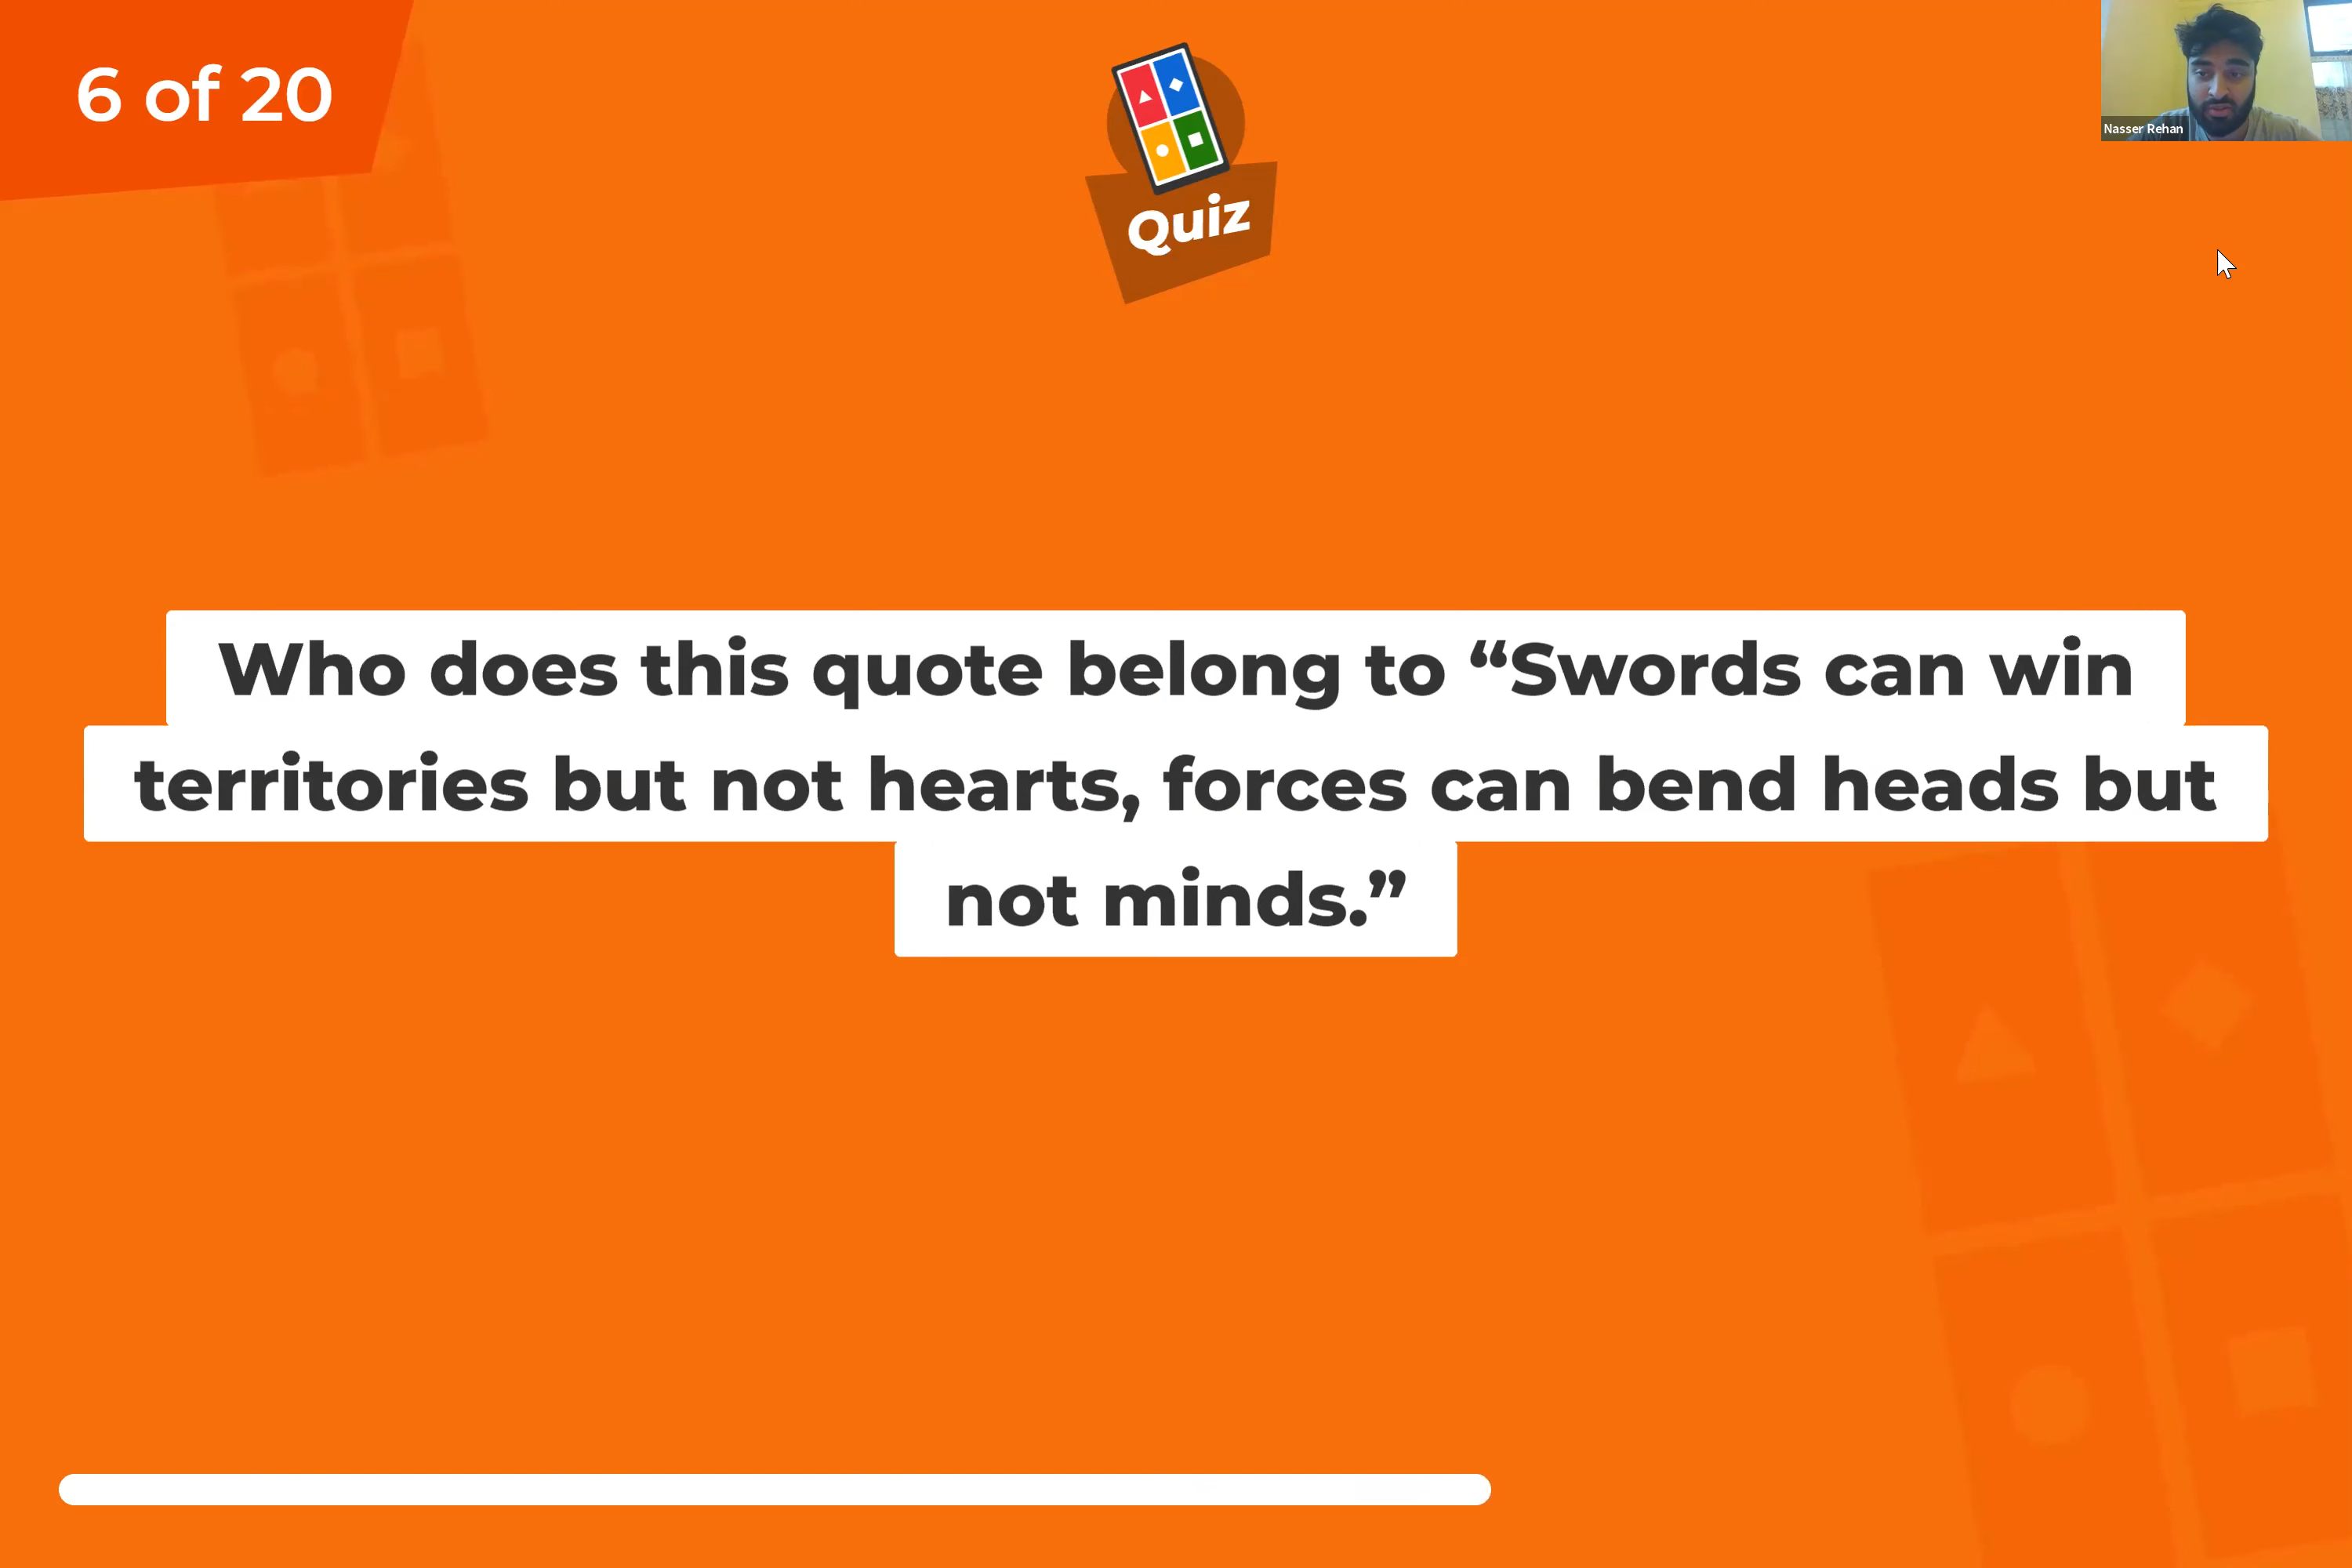 6 of 20
Quiz
Nasser Rehan
Who does this quote belong to “Swords can win
territories but not hearts, forces can bend heads but
not minds.”